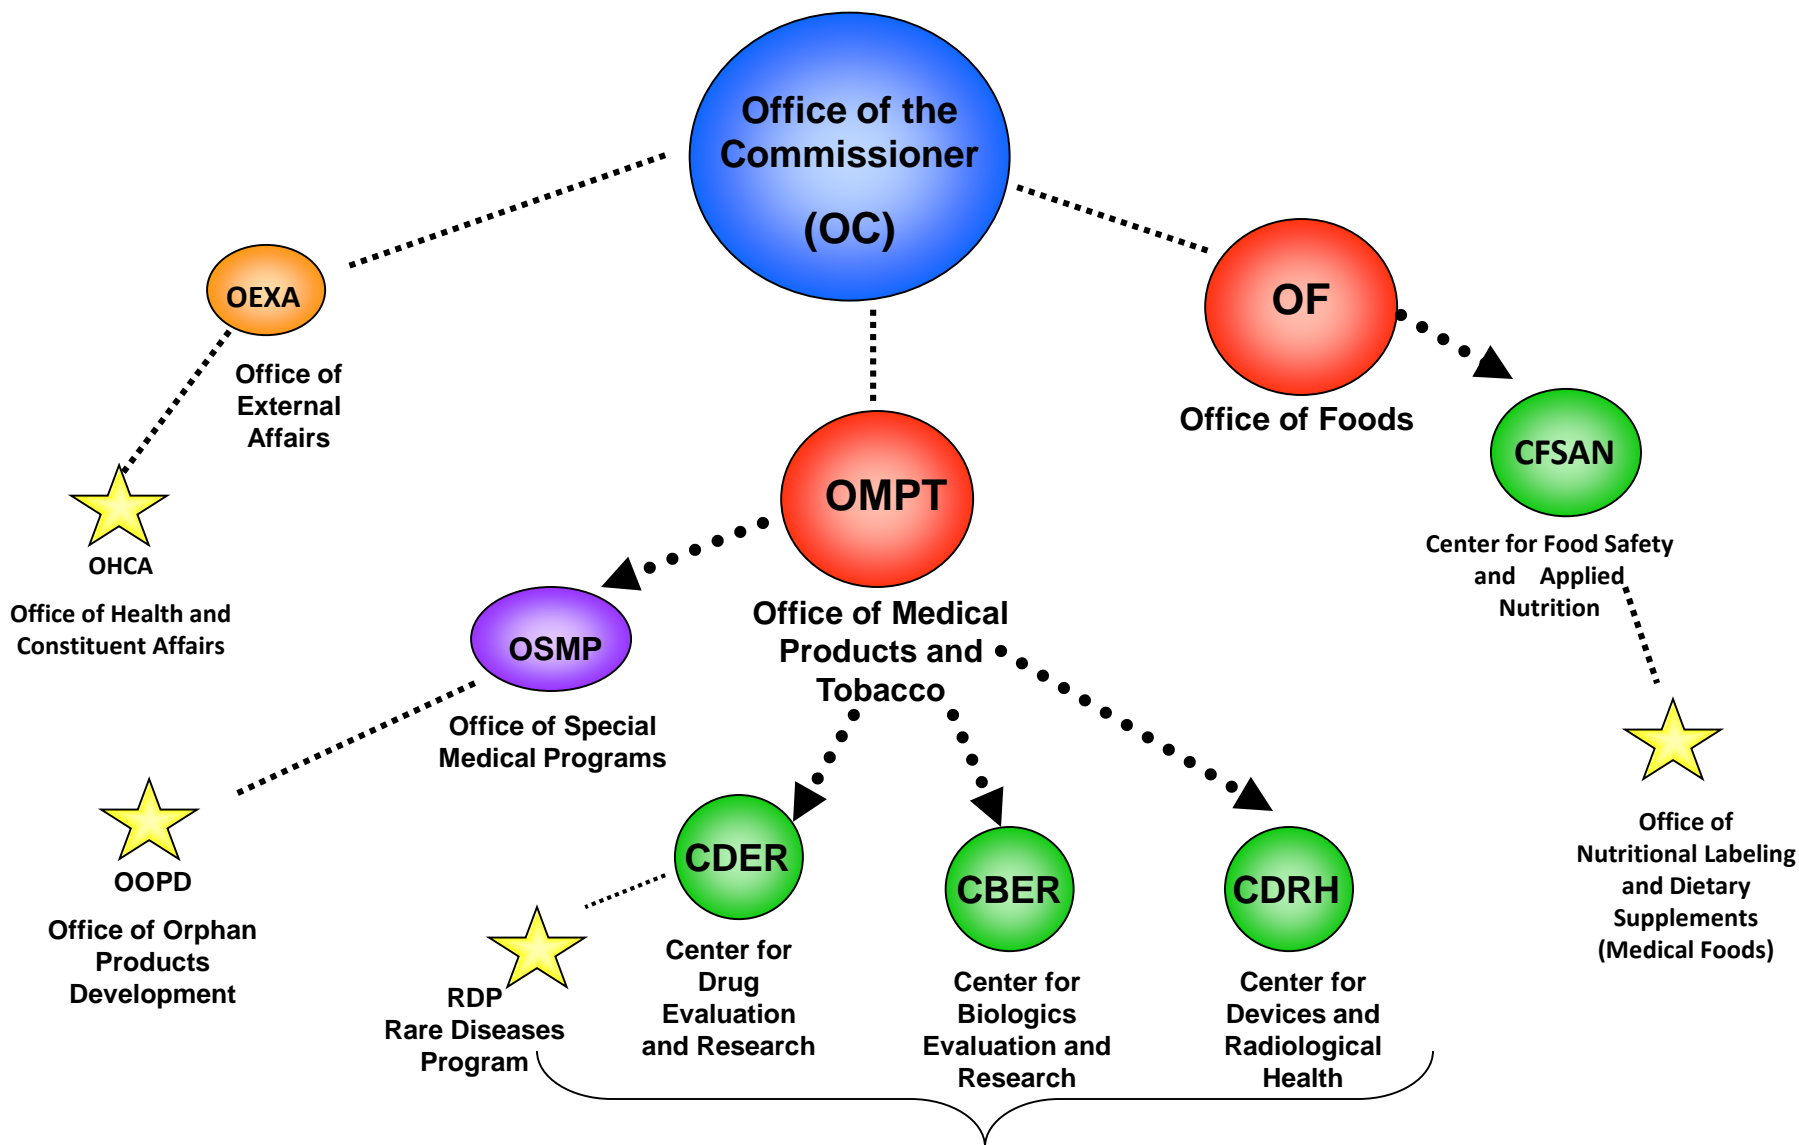 Office of the
Commissioner
(OC)
OEXA
Office of
External
Affairs
OHCA
Office of Health and
Constituent Affairs
OF
Office of Foods
CFSAN
Center for Food Safety
and Applied
Nutrition
OMPT
Office of Medical
Products and
Tobacco
OSMP
Office of Special
Medical Programs
OOPD
Office of Orphan
Products
Development
RDP
Rare Diseases
Program
CDER
Center for
Drug
Evaluation
and Research
CBER
Center for
Biologics
Evaluation and
Research
CDRH
Center for
Devices and
Radiological
Health
Office of
Nutritional Labeling
and Dietary
Supplements
(Medical Foods)